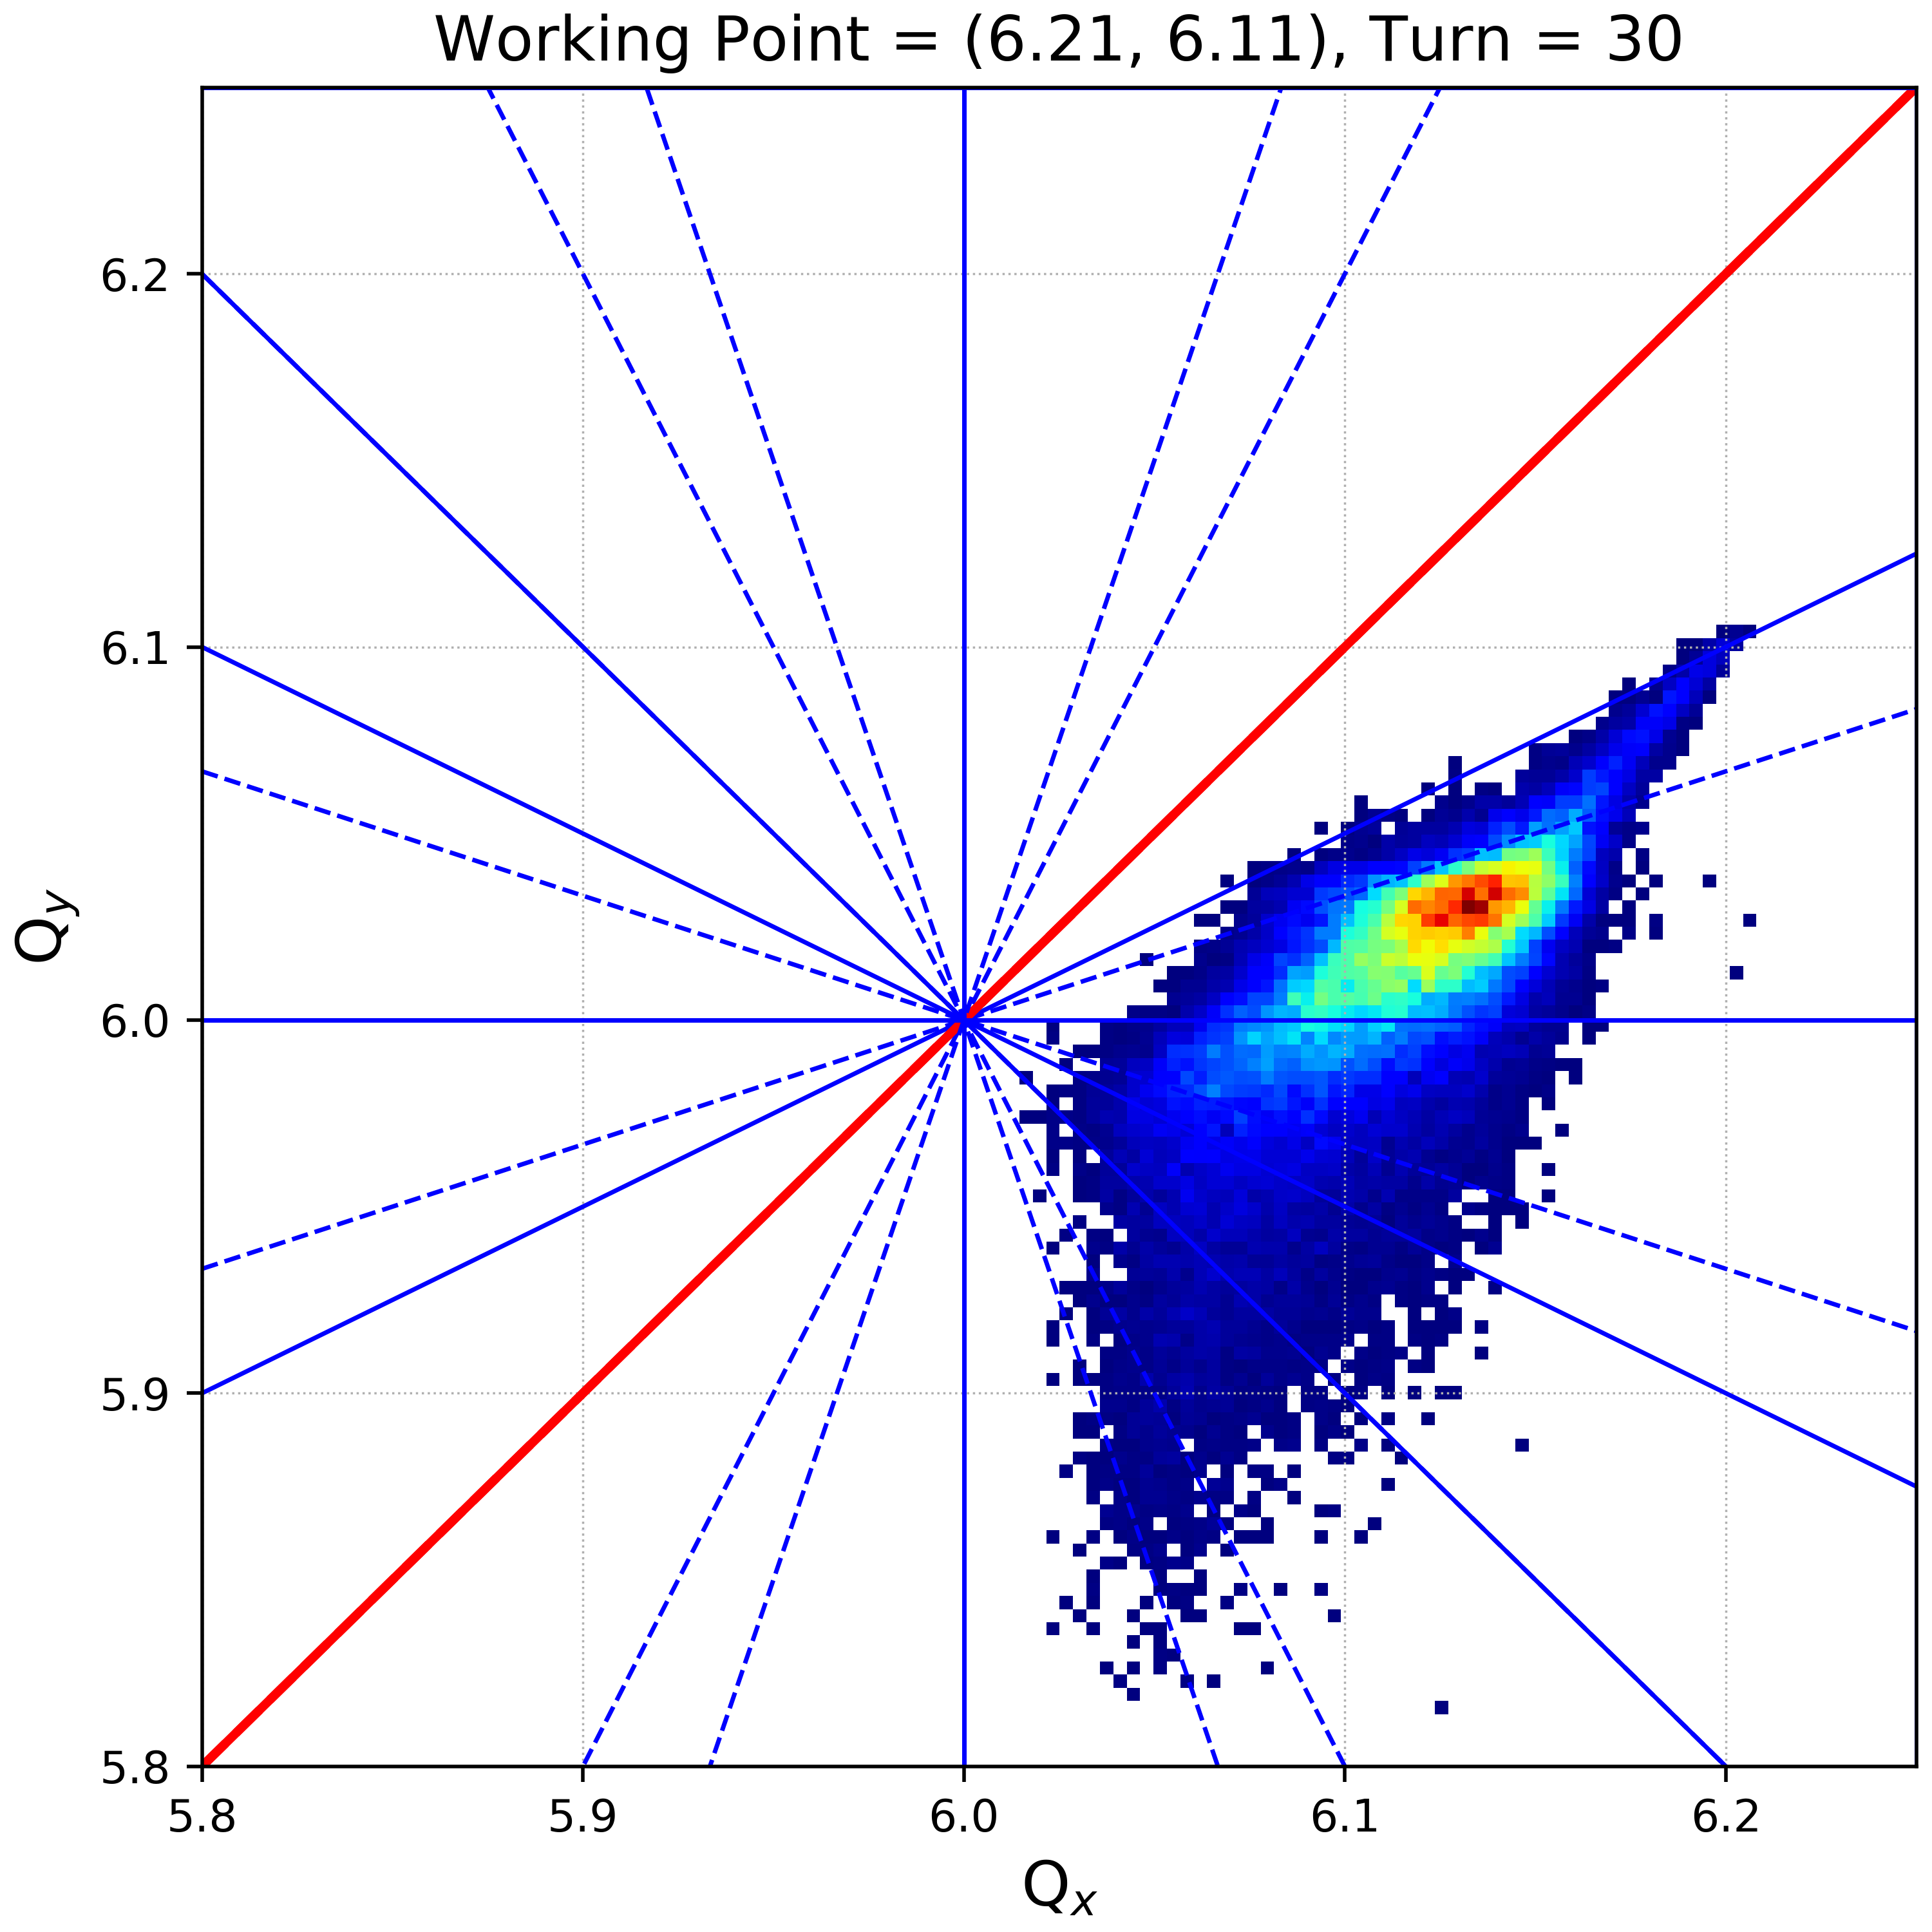 Working Point = (6.21, 6.11), Turn = 30
6.2
6.1
6.0
5.9
5.8
Qy
5.8 5.9 6.0 6.1 6.2
Qx